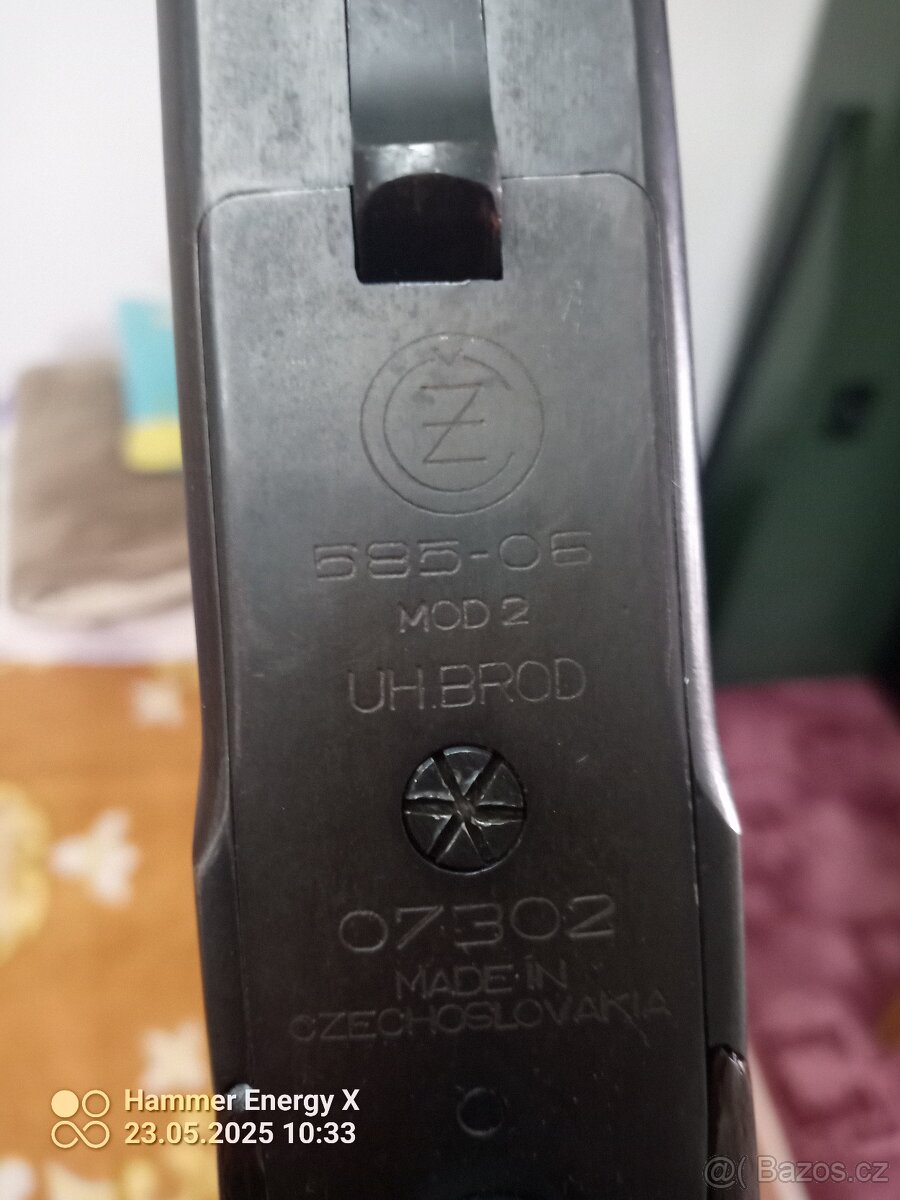 ČZ
585-06
MOD 2
UH.BROD
07302
MADE·IN
CZECHOSLOVAKIA
Hammer Energy X
23.05.2025 10:33
@( Bazos.cz